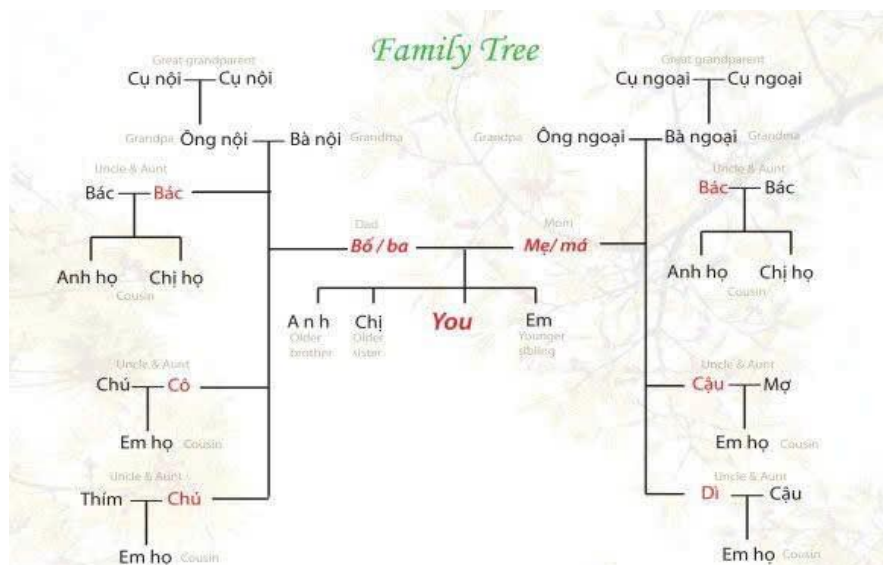 Family Tree
Great grandparent
Cụ nội Cụ nội
Great grandparent
Cụ ngoại Cụ ngoại
Grandpa Ông nội Bà nội Grandma
Grandpa Ông ngoại Bà ngoại Grandma
Uncle & Aunt
Bác Bác
Uncle & Aunt
Bác Bác
Dad
Bố / ba
Mom
Mẹ/ má
Anh họ Chị họ
Cousin
Anh họ Chị họ
Cousin
A n h Chị You Em
Older brother
Older sister
Younger sibling
Uncle & Aunt
Chú Cô
Em họ Cousin
Uncle & Aunt
Cậu Mợ
Em họ Cousin
Uncle & Aunt
Thím Chú
Em họ Cousin
Uncle & Aunt
Dì Cậu
Em họ Cousin